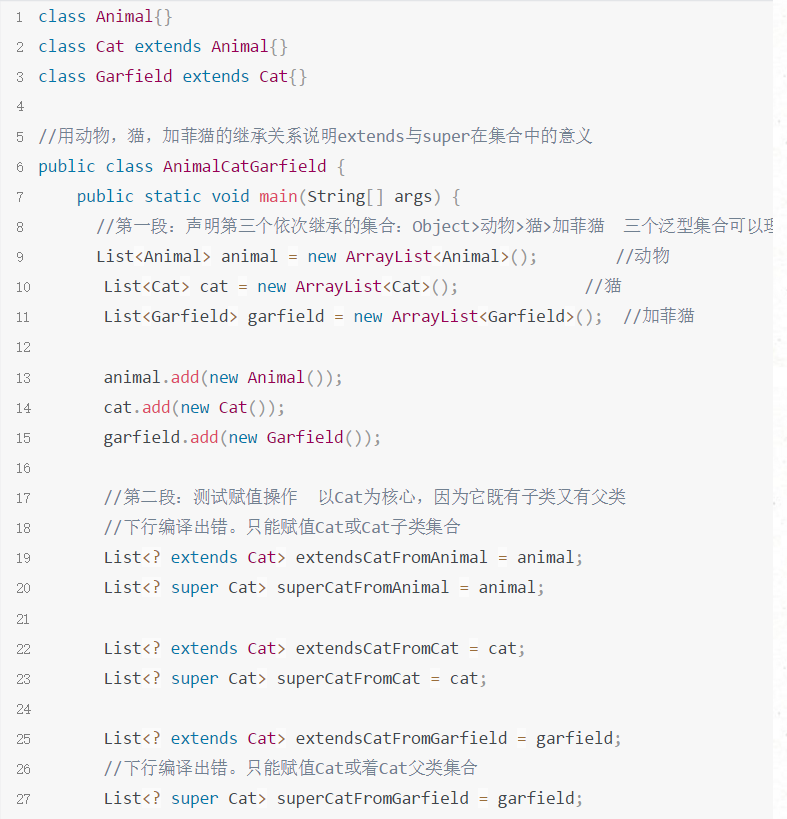 1 class Animal{}
2 class Cat extends Animal{}
3 class Garfield extends Cat{}
4
5 //用动物，猫，加菲猫的继承关系说明extends与super在集合中的意义
6 public class AnimalCatGarfield {
7 public static void main(String[] args) {
8 //第一段：声明第三个依次继承的集合：Object>动物>猫>加菲猫 三个泛型集合可以理
9 List<Animal> animal = new ArrayList<Animal>(); //动物
10 List<Cat> cat = new ArrayList<Cat>(); //猫
11 List<Garfield> garfield = new ArrayList<Garfield>(); //加菲猫
12
13 animal.add(new Animal());
14 cat.add(new Cat());
15 garfield.add(new Garfield());
16
17 //第二段：测试赋值操作 以Cat为核心，因为它既有子类又有父类
18 //下行编译出错。只能赋值Cat或Cat子类集合
19 List<? extends Cat> extendsCatFromAnimal = animal;
20 List<? super Cat> superCatFromAnimal = animal;
21
22 List<? extends Cat> extendsCatFromCat = cat;
23 List<? super Cat> superCatFromCat = cat;
24
25 List<? extends Cat> extendsCatFromGarfield = garfield;
26 //下行编译出错。只能赋值Cat或着Cat父类集合
27 List<? super Cat> superCatFromGarfield = garfield;